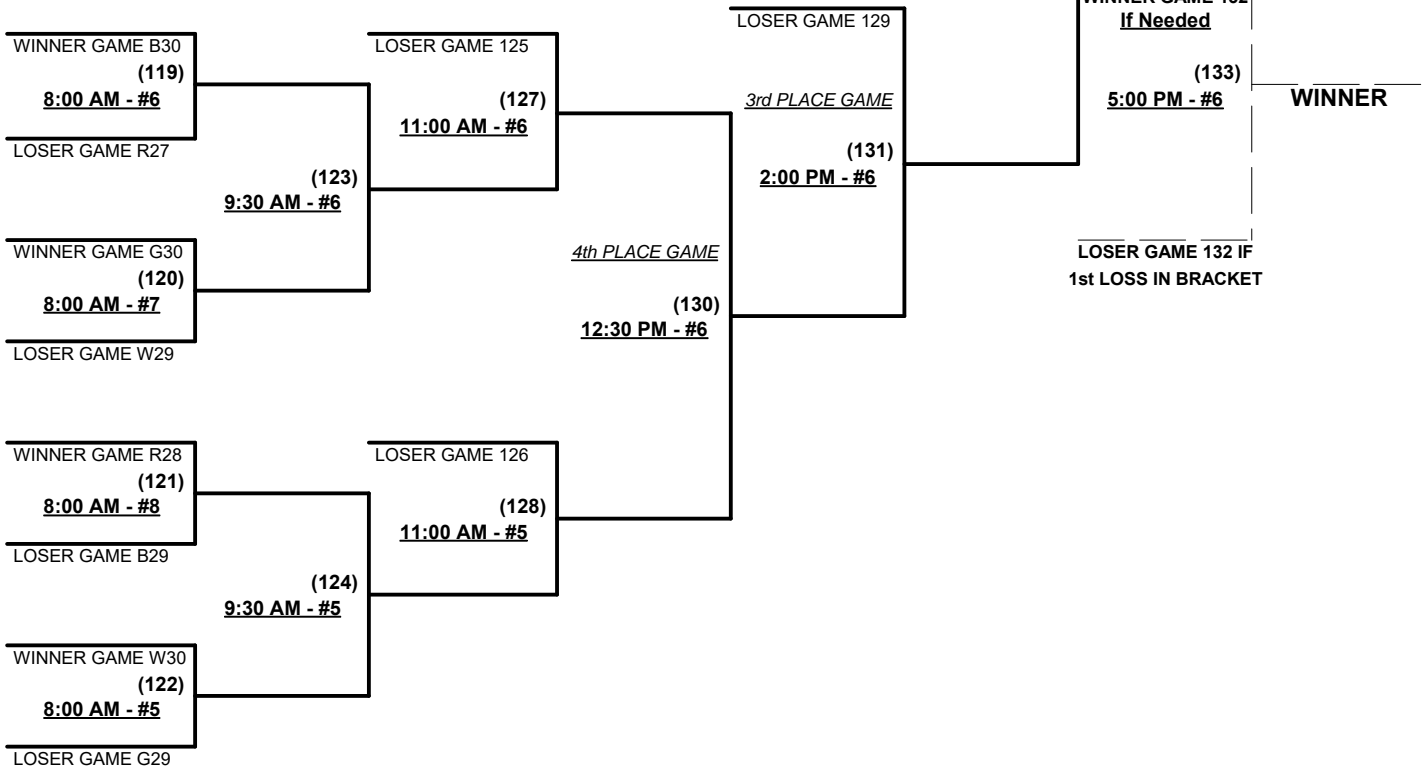 WINNER GAME B30
(119)
8:00 AM - #6
LOSER GAME R27
WINNER GAME G30
(120)
8:00 AM - #7
LOSER GAME W29
WINNER GAME R28
(121)
8:00 AM - #8
LOSER GAME B29
WINNER GAME W30
(122)
8:00 AM - #5
LOSER GAME G29
(123)
9:30 AM - #6
(124)
9:30 AM - #5
LOSER GAME 125
(127)
11:00 AM - #6
LOSER GAME 126
(128)
11:00 AM - #5
4th PLACE GAME
(130)
12:30 PM - #6
LOSER GAME 129
3rd PLACE GAME
(131)
2:00 PM - #6
WINNER GAME 132
If Needed
(133)
5:00 PM - #6
LOSER GAME 132 IF
1st LOSS IN BRACKET
WINNER